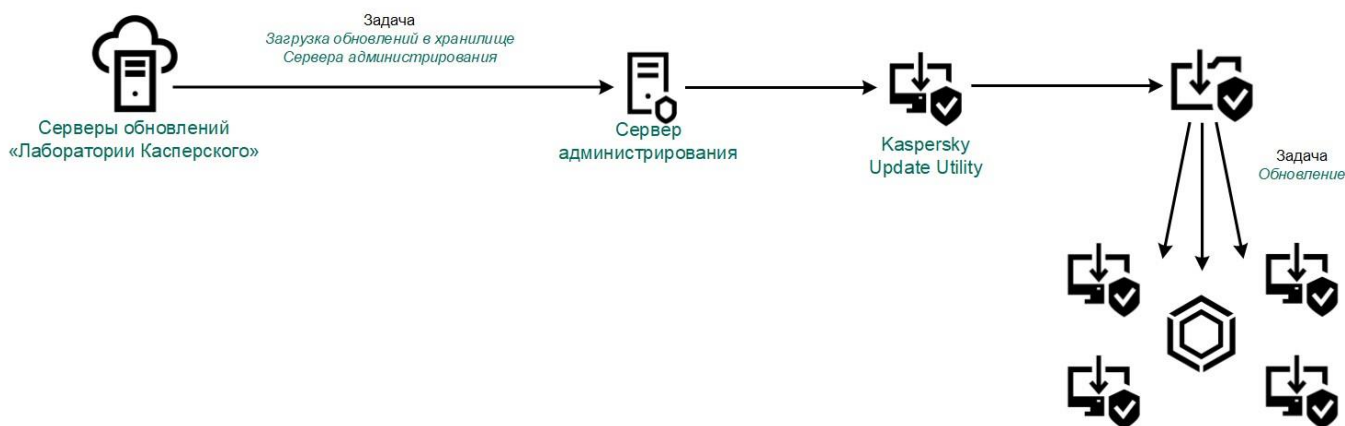 Задача
Загрузка обновлений в хранилище
Сервера администрирования
Серверы обновлений
«Лаборатории Касперского»
Сервер
администрирования
Kaspersky
Update Utility
Задача
Обновление